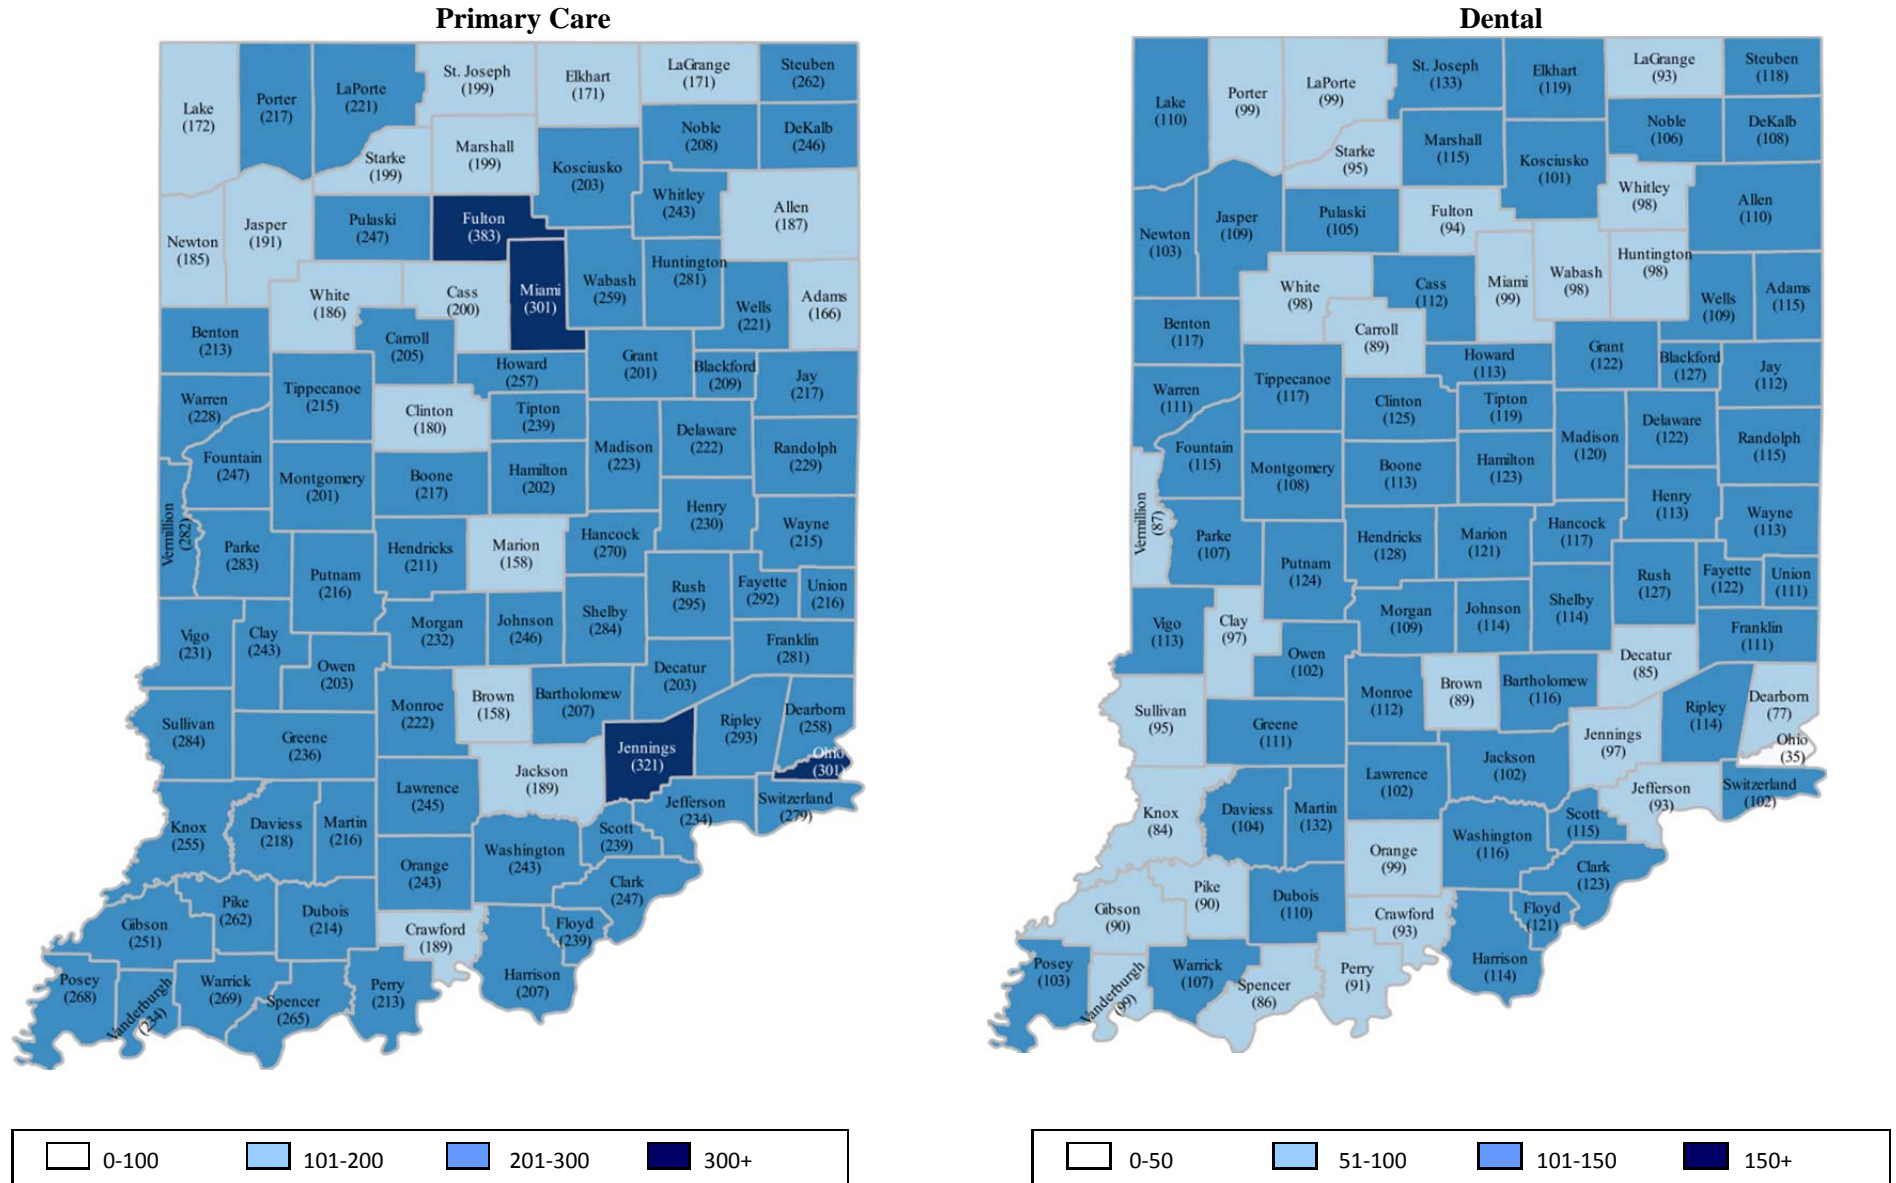 Primary Care
Lake
(172)
Porter
(217)
LaPorte
(221)
St. Joseph
(199)
Elkhart
(171)
LaGrange
(171)
Steuben
(262)
Noble
(208)
DeKalb
(246)
Starke
(199)
Marshall
(199)
Kosciusko
(203)
Whitley
(243)
Allen
(187)
Newton
(185)
Jasper
(191)
Pulaski
(247)
Fulton
(383)
Miami
(301)
Wabash
(259)
Huntington
(281)
Wells
(221)
Adams
(166)
White
(186)
Cass
(200)
Benton
(213)
Carroll
(205)
Howard
(257)
Grant
(201)
Blackford
(209)
Jay
(217)
Warren
(228)
Tippecanoe
(215)
Clinton
(180)
Tipton
(239)
Madison
(223)
Delaware
(222)
Randolph
(229)
Fountain
(247)
Montgomery
(201)
Boone
(217)
Hamilton
(202)
Henry
(230)
Wayne
(215)
Vermillion
(282)
Parke
(283)
Putnam
(216)
Hendricks
(211)
Marion
(158)
Hancock
(270)
Rush
(295)
Fayette
(292)
Union
(216)
Vigo
(231)
Clay
(243)
Owen
(203)
Morgan
(232)
Johnson
(246)
Shelby
(284)
Franklin
(281)
Decatur
(203)
Sullivan
(284)
Greene
(236)
Monroe
(222)
Brown
(158)
Bartholomew
(207)
Jennings
(321)
Ripley
(293)
Dearborn
(258)
Ohio
(301)
Lawrence
(245)
Jackson
(189)
Jefferson
(234)
Switzerland
(279)
Knox
(255)
Daviess
(218)
Martin
(216)
Orange
(243)
Washington
(243)
Scott
(239)
Clark
(247)
Gibson
(251)
Pike
(262)
Dubois
(214)
Crawford
(189)
Floyd
(239)
Harrison
(207)
Posey
(268)
Vanderburgh
(234)
Warrick
(269)
Spencer
(265)
Perry
(213)
0-100
101-200
201-300
300+
Dental
Lake
(110)
Porter
(99)
LaPorte
(99)
St. Joseph
(133)
Elkhart
(119)
LaGrange
(93)
Steuben
(118)
Noble
(106)
DeKalb
(108)
Starke
(95)
Marshall
(115)
Kosciusko
(101)
Whitley
(98)
Allen
(110)
Newton
(103)
Jasper
(109)
Pulaski
(105)
Fulton
(94)
Miami
(99)
Wabash
(98)
Huntington
(98)
Wells
(109)
Adams
(115)
White
(98)
Cass
(112)
Benton
(117)
Carroll
(89)
Howard
(113)
Grant
(122)
Blackford
(127)
Jay
(112)
Warren
(111)
Tippecanoe
(117)
Clinton
(125)
Tipton
(119)
Madison
(120)
Delaware
(122)
Randolph
(115)
Fountain
(115)
Montgomery
(108)
Boone
(113)
Hamilton
(123)
Henry
(113)
Wayne
(113)
Vermillion
(87)
Parke
(107)
Putnam
(124)
Hendricks
(128)
Marion
(121)
Hancock
(117)
Rush
(127)
Fayette
(122)
Union
(111)
Vigo
(113)
Clay
(97)
Owen
(102)
Morgan
(109)
Johnson
(114)
Shelby
(114)
Franklin
(111)
Decatur
(85)
Sullivan
(95)
Greene
(111)
Monroe
(112)
Brown
(89)
Bartholomew
(116)
Jennings
(97)
Ripley
(114)
Dearborn
(77)
Ohio
(35)
Lawrence
(102)
Jackson
(102)
Jefferson
(93)
Switzerland
(102)
Knox
(84)
Daviess
(104)
Martin
(132)
Orange
(99)
Washington
(116)
Scott
(115)
Clark
(123)
Gibson
(90)
Pike
(90)
Dubois
(110)
Crawford
(93)
Floyd
(121)
Harrison
(114)
Posey
(103)
Vanderburgh
(99)
Warrick
(107)
Spencer
(86)
Perry
(91)
0-50
51-100
101-150
150+